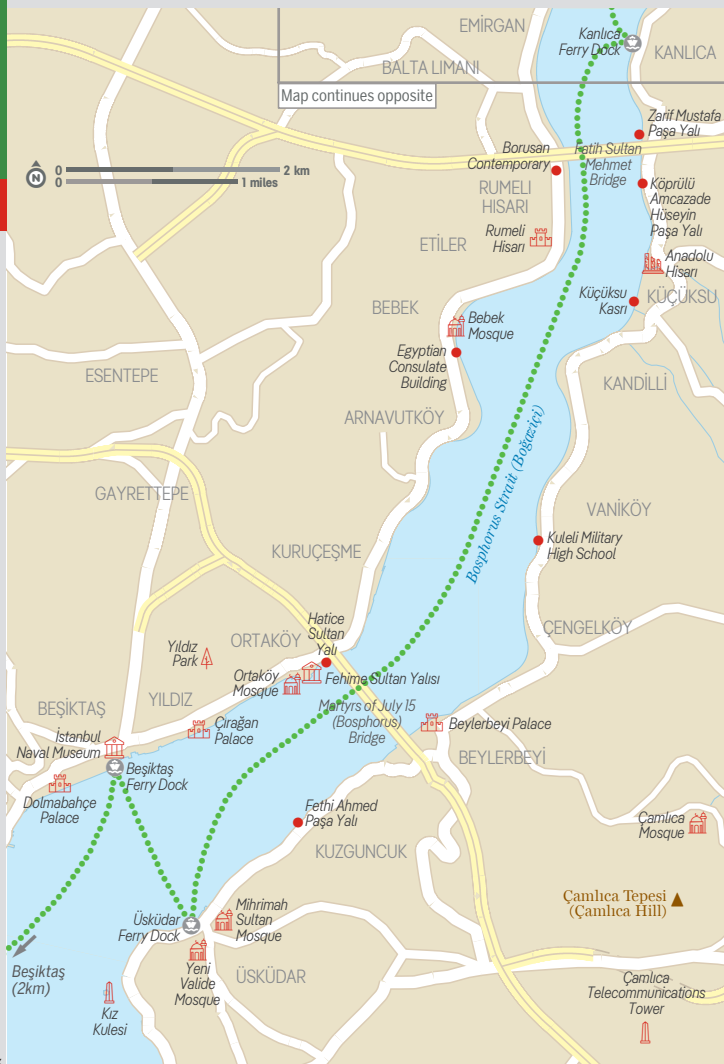 EMİRGAN
Kanlıca
Ferry Dock
KANLICA
BALTA LIMANI
Map continues opposite
Zarif Mustafa
Paşa Yalı
Borusan
Contemporary
Fatih Sultan
Mehmet
Bridge
0
2 km
N
0
1 miles
RUMELI
HISARI
Köprülü
Amcazade
Hüseyin
Paşa Yalı
Rumeli
Hisarı
ETİLER
Anadolu
Hisarı
Küçüksu
Kasrı
KÜÇÜKSU
BEBEK
Bebek
Mosque
Egyptian
Consulate
Building
ESENTEPE
KANDİLLİ
ARNAVUTKÖY
Bosphorus Strait (Boğaziçi)
GAYRETTEPE
VANİKÖY
Kuleli Military
High School
KURUÇEŞME
Hatice
Sultan
Yalı
ÇENGELKÖY
ORTAKÖY
Yıldız
Park
Ortaköy
Mosque
Fehime Sultan Yalısı
YILDIZ
BEŞİKTAŞ
Martyrs of July 15
(Bosphorus)
Bridge
Çırağan
Palace
Beylerbeyi Palace
İstanbul
Naval Museum
BEYLERBEYİ
Beşiktaş
Ferry Dock
Dolmabahçe
Palace
Fethi Ahmed
Paşa Yalı
Çamlıca
Mosque
KUZGUNCUK
Çamlıca Tepesi
(Çamlıca Hill)
Mihrimah
Sultan
Mosque
Üsküdar
Ferry Dock
Beşiktaş
(2km)
Yeni
Valide
Mosque
ÜSKÜDAR
Çamlıca
Telecommunications
Tower
Kız
Kulesi